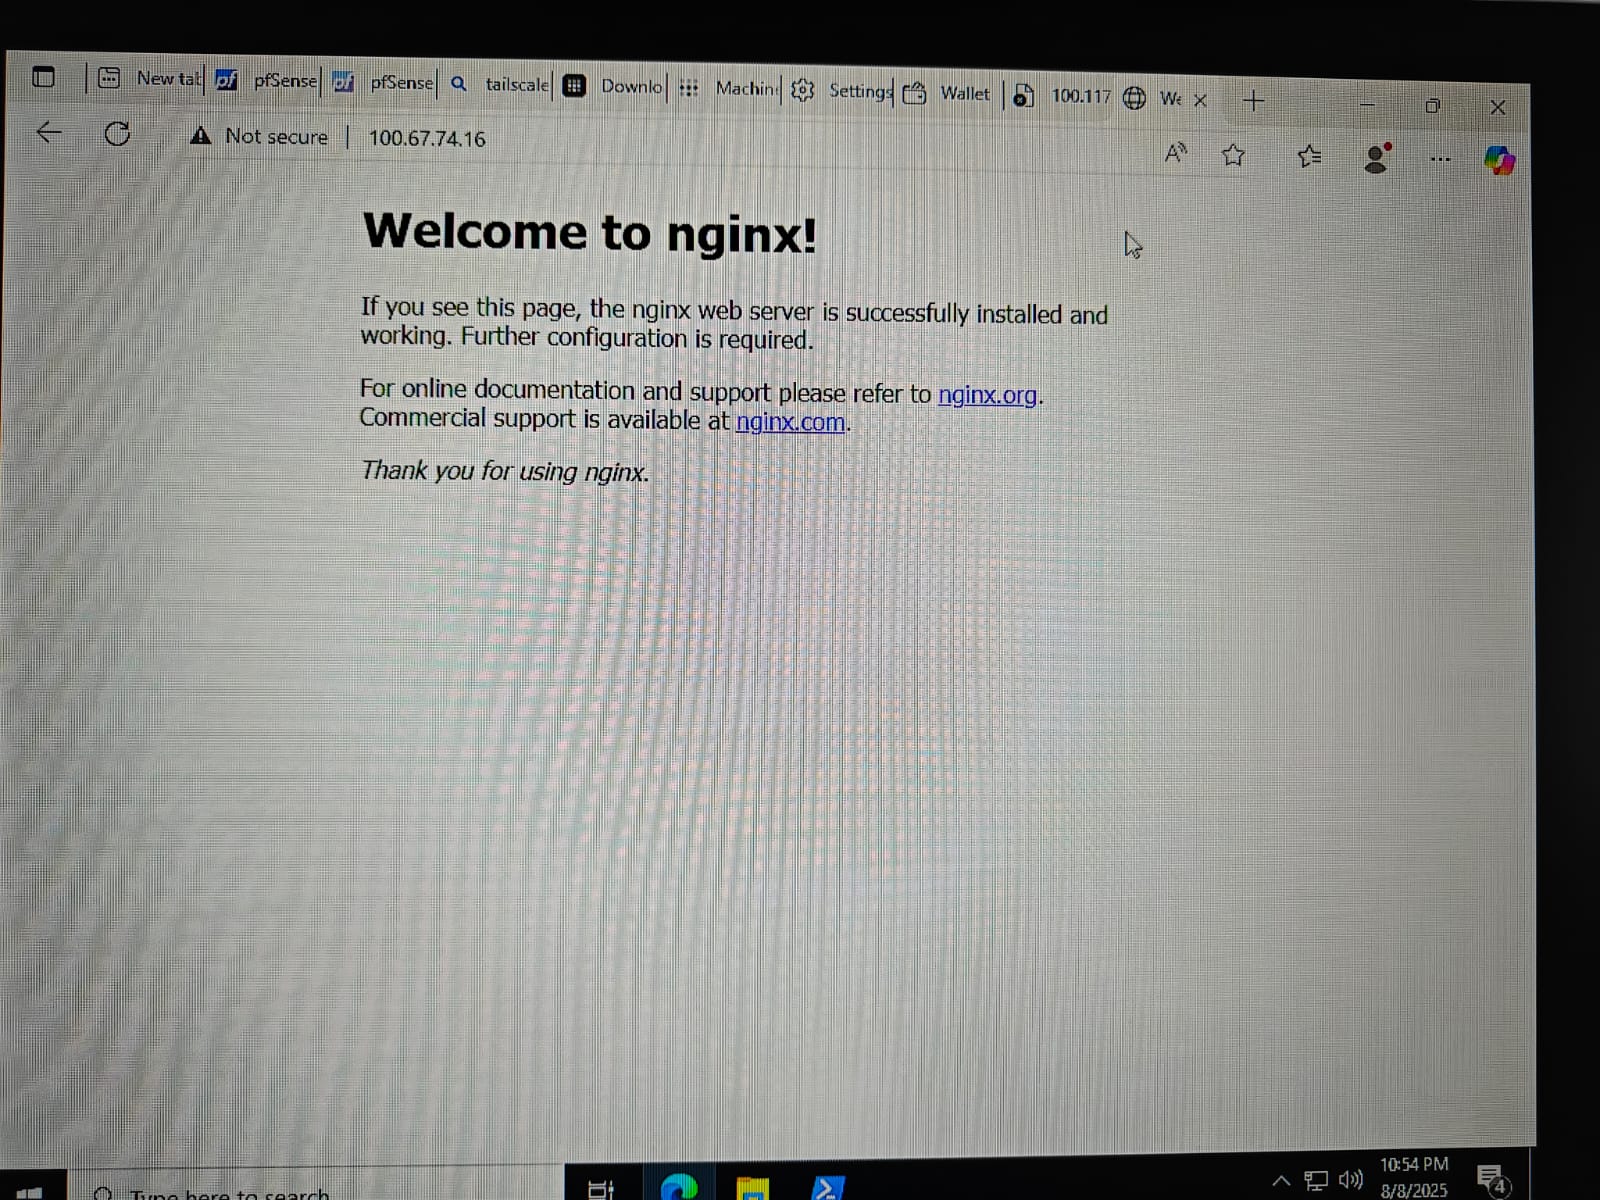 New tab
pfSense
pfSense
tailscale
Downlo
Machin
Settings
Wallet
100.117
We
Not secure
100.67.74.16
Welcome to nginx!
If you see this page, the nginx web server is successfully installed and
working. Further configuration is required.
For online documentation and support please refer to nginx.org.
Commercial support is available at nginx.com.
Thank you for using nginx.
Type here to search
10:54 PM
8/8/2025
4